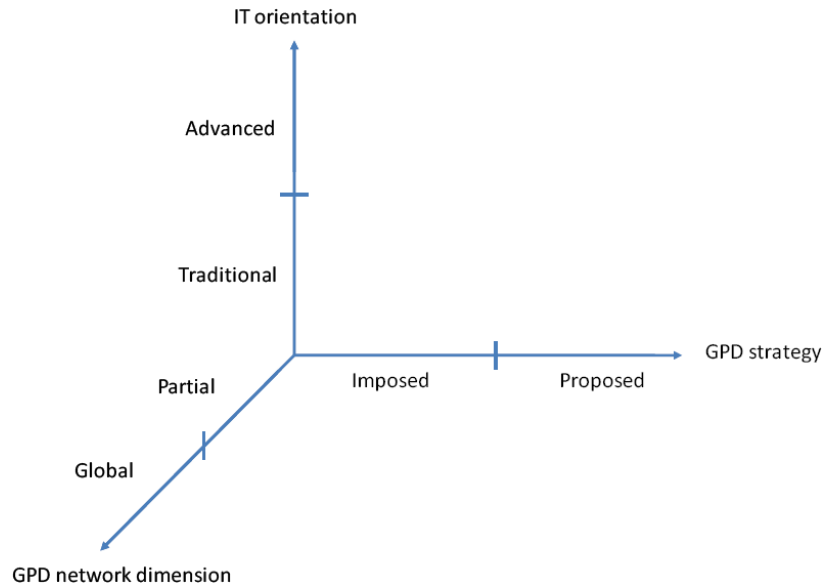 IT orientation
Advanced
Traditional
GPD strategy
Imposed
Proposed
Partial
Global
GPD network dimension